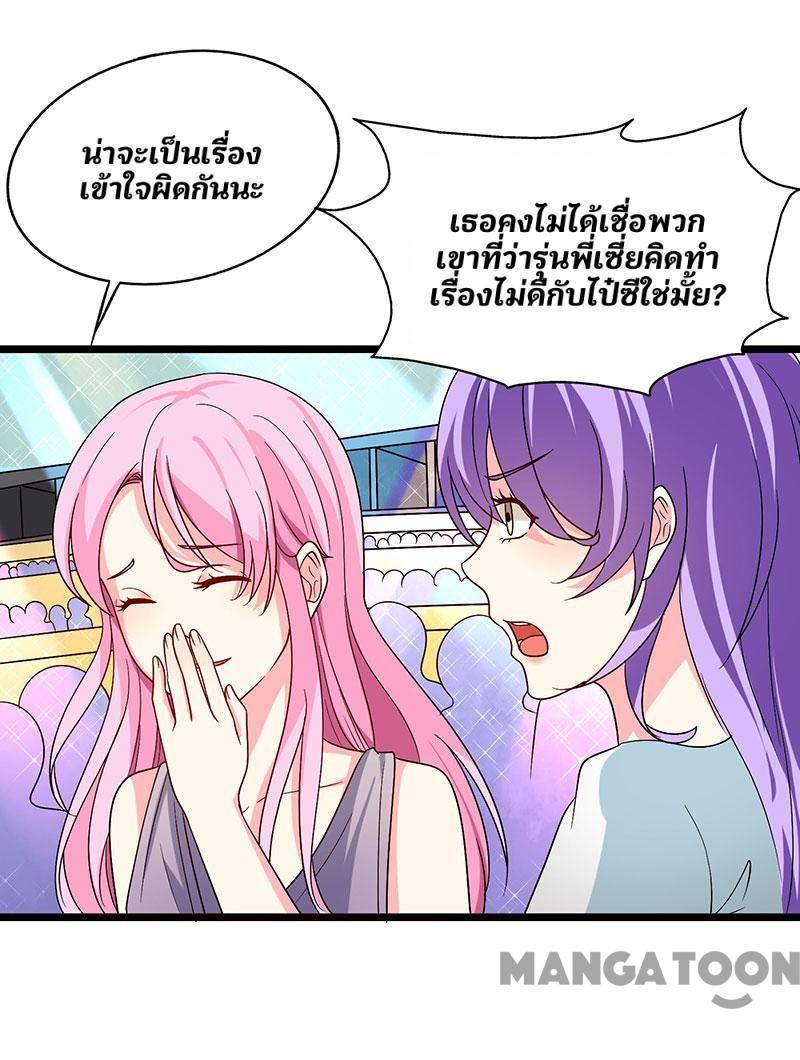 น่าจะเป็นเรื่อง
เข้าใจผิดกันนะ
เธอคงไม่ได้เชื่อพวก
เขาที่ว่ารุ่นพี่เซี่ยคิดทำ
เรื่องไม่ดีกับไป๋ซีใช่มั้ย?
MANGATOON